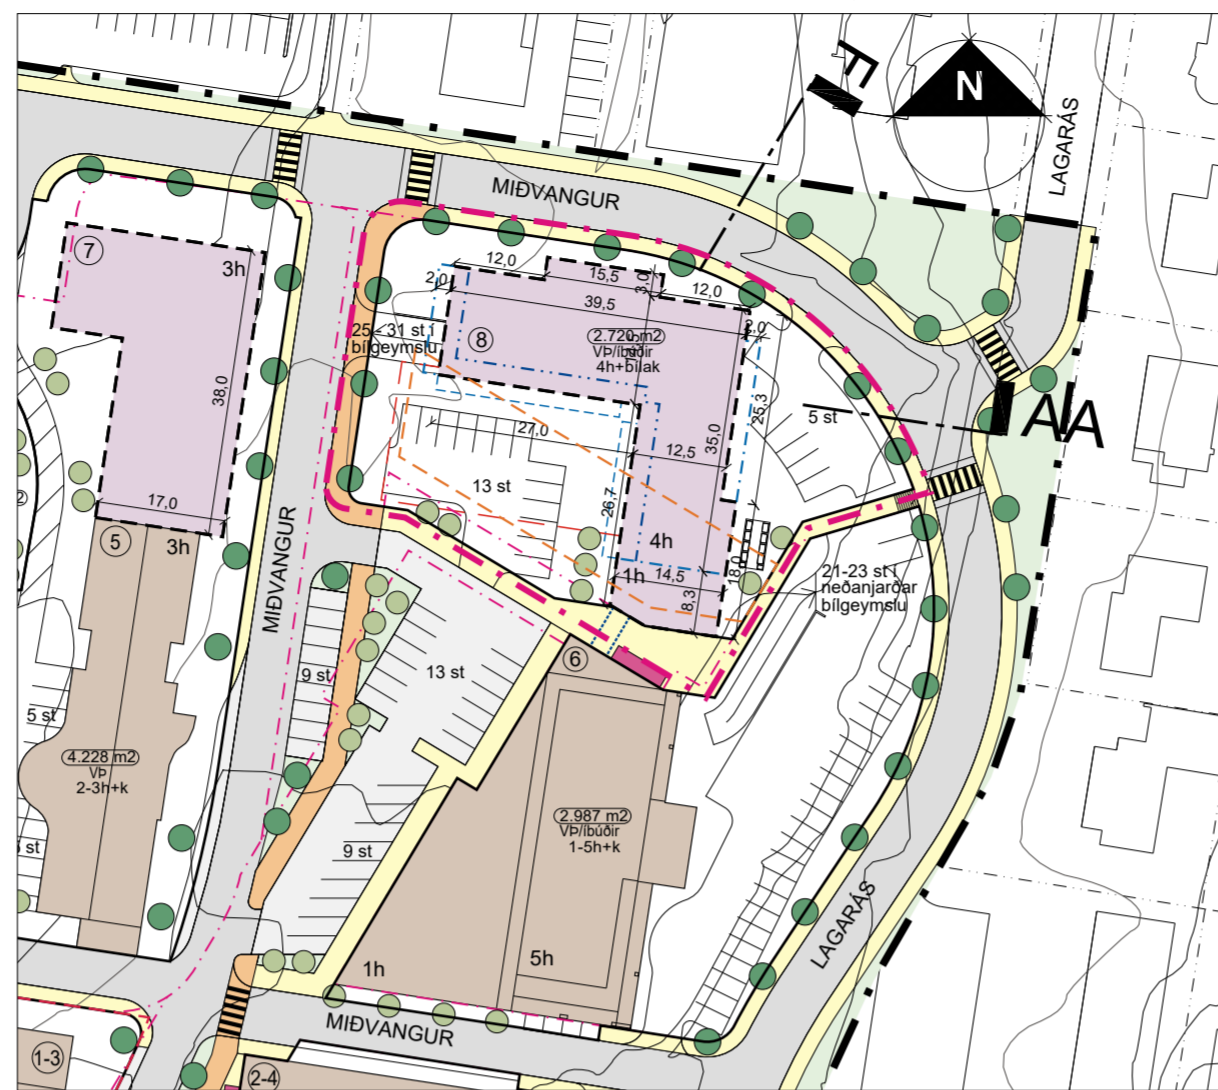 F
N
LAGARÁS
MIÐVANGUR
7
3h
12,0
15,5
3,0
12,0
2,0
39,5
2,0
25 - 31 st í
bílgeymslu
8
2.720 m2
VÞ/íbúðir
4h+bílak
38,0
25,3
5 st
AA
27,0
12,5
35,0
13 st
26,7
17,0
5
3h
4h
1h
14,5
18,0
8,3
21-23 st í
neðanjarðar
bílgeymslu
MIÐVANGUR
6
9 st
13 st
5 st
4.228 m2
VÞ
2-3h+k
2.987 m2
VÞ/íbúðir
1-5h+k
9 st
st
LAGARÁS
1h
5h
MIÐVANGUR
1-3
2-4